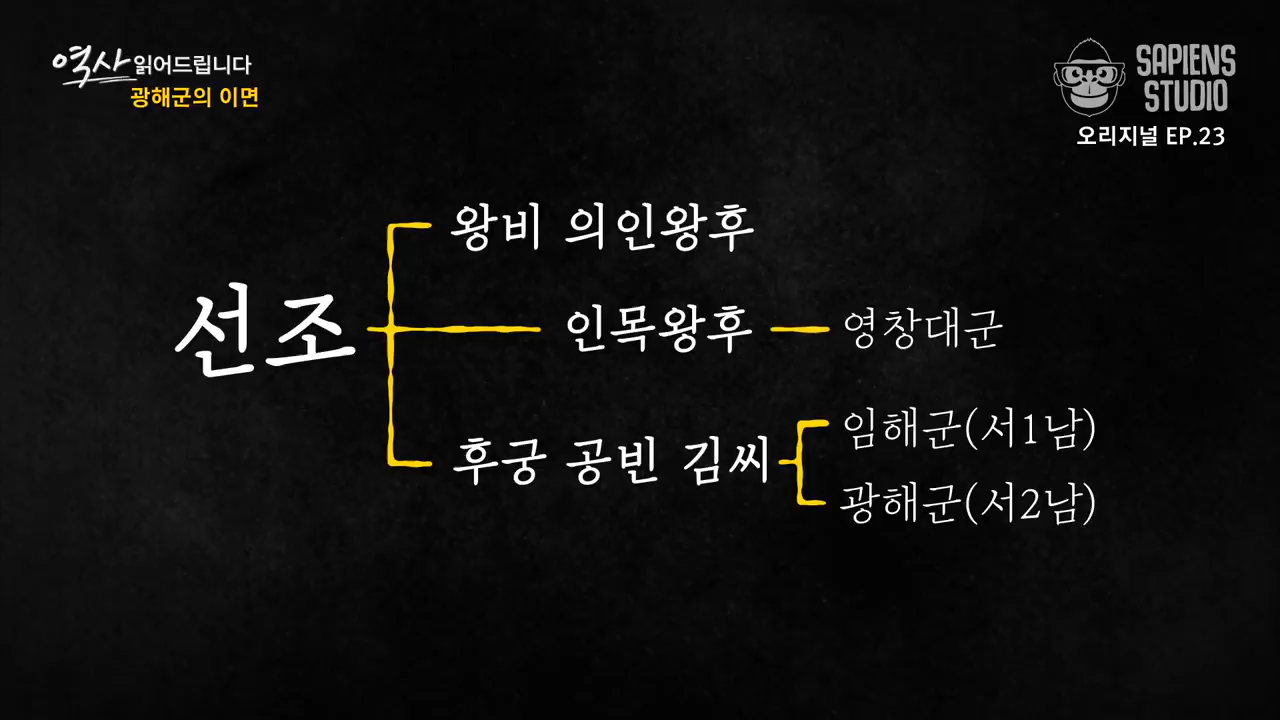 역사 읽어드립니다
광해군의 이면
SAPIENS
STUDIO
오리지널 EP.23
왕비 의인왕후
선조
인목왕후
영창대군
후궁 공빈 김씨
임해군(서1남)
광해군(서2남)